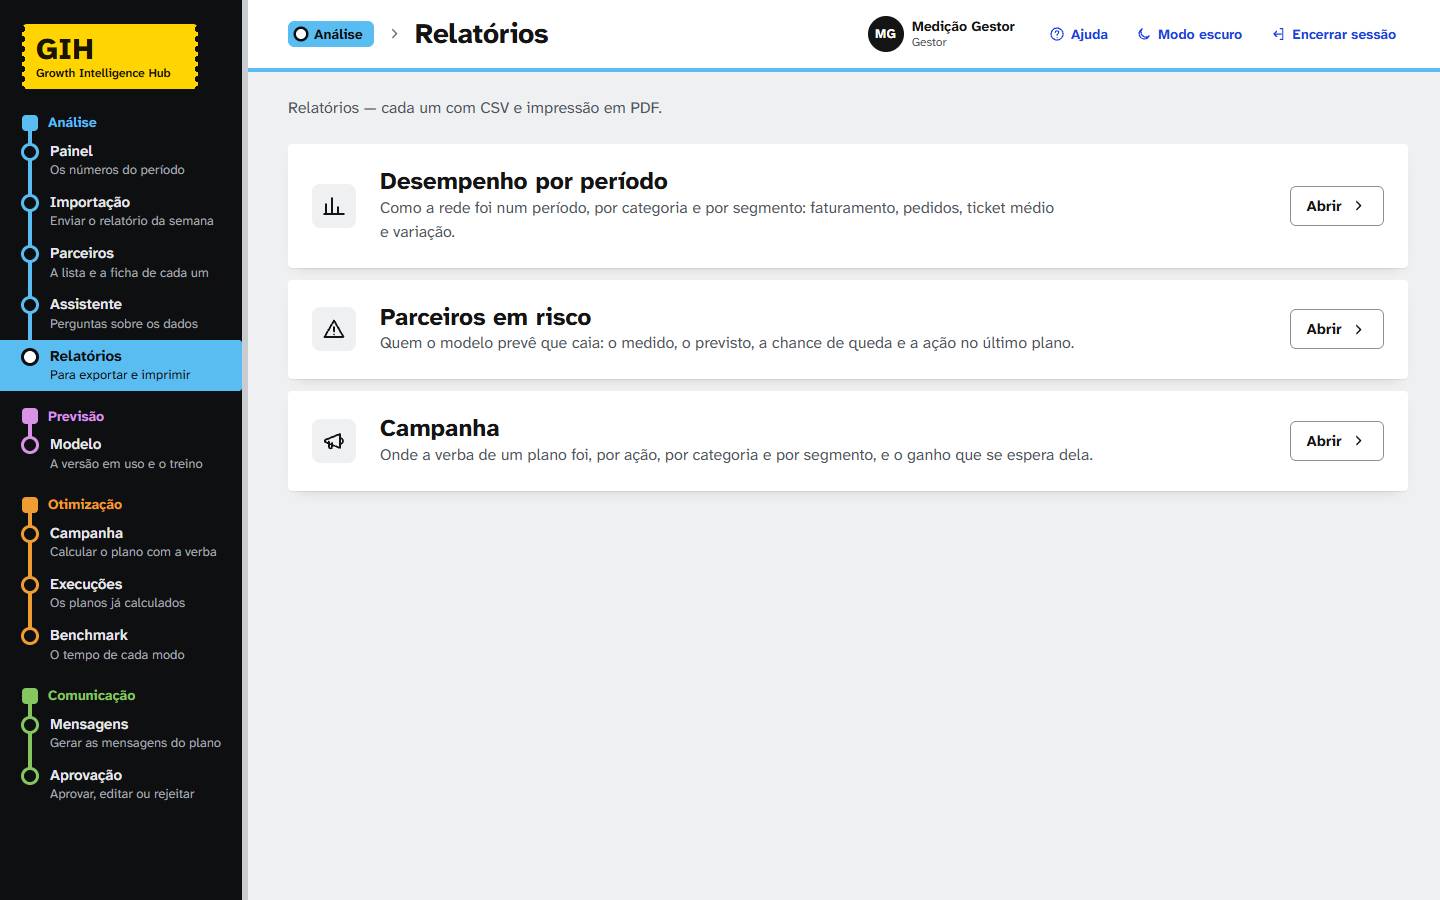 GIH
Growth Intelligence Hub
Análise
Painel
Os números do período
Importação
Enviar o relatório da semana
Parceiros
A lista e a ficha de cada um
Assistente
Perguntas sobre os dados
Relatórios
Para exportar e imprimir
Previsão
Modelo
A versão em uso e o treino
Otimização
Campanha
Calcular o plano com a verba
Execuções
Os planos já calculados
Benchmark
O tempo de cada modo
Comunicação
Mensagens
Gerar as mensagens do plano
Aprovação
Aprovar, editar ou rejeitar
Análise
Relatórios
MG
Medição Gestor
Gestor
Ajuda
Modo escuro
Encerrar sessão
Relatórios — cada um com CSV e impressão em PDF.
Desempenho por período
Como a rede foi num período, por categoria e por segmento: faturamento, pedidos, ticket médio
e variação.
Abrir
Parceiros em risco
Quem o modelo prevê que caia: o medido, o previsto, a chance de queda e a ação no último plano.
Abrir
Campanha
Onde a verba de um plano foi, por ação, por categoria e por segmento, e o ganho que se espera dela.
Abrir